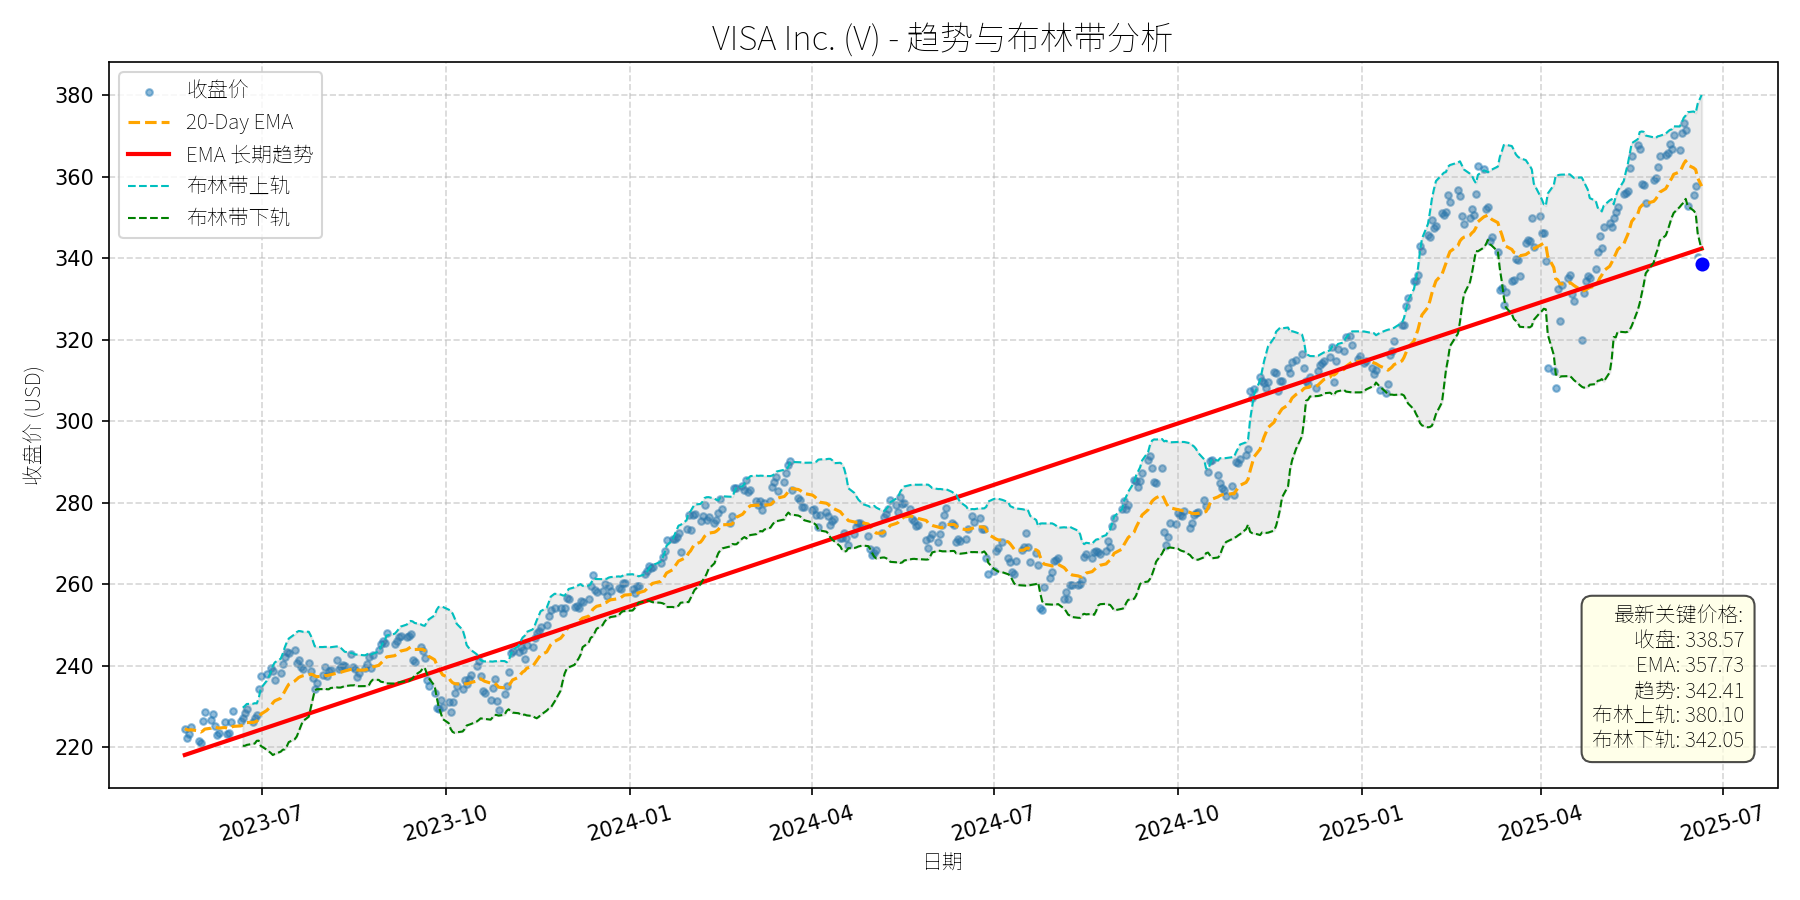 VISA Inc. (V) - 趋势与布林带分析
收盘价
20-Day EMA
EMA 长期趋势
布林带上轨
布林带下轨
收盘价 (USD)
380
360
340
320
300
280
260
240
220
最新关键价格:
收盘: 338.57
EMA: 357.73
趋势: 342.41
布林上轨: 380.10
布林下轨: 342.05
2023-07
2023-10
2024-01
2024-04
2024-07
2024-10
2025-01
2025-04
2025-07
日期